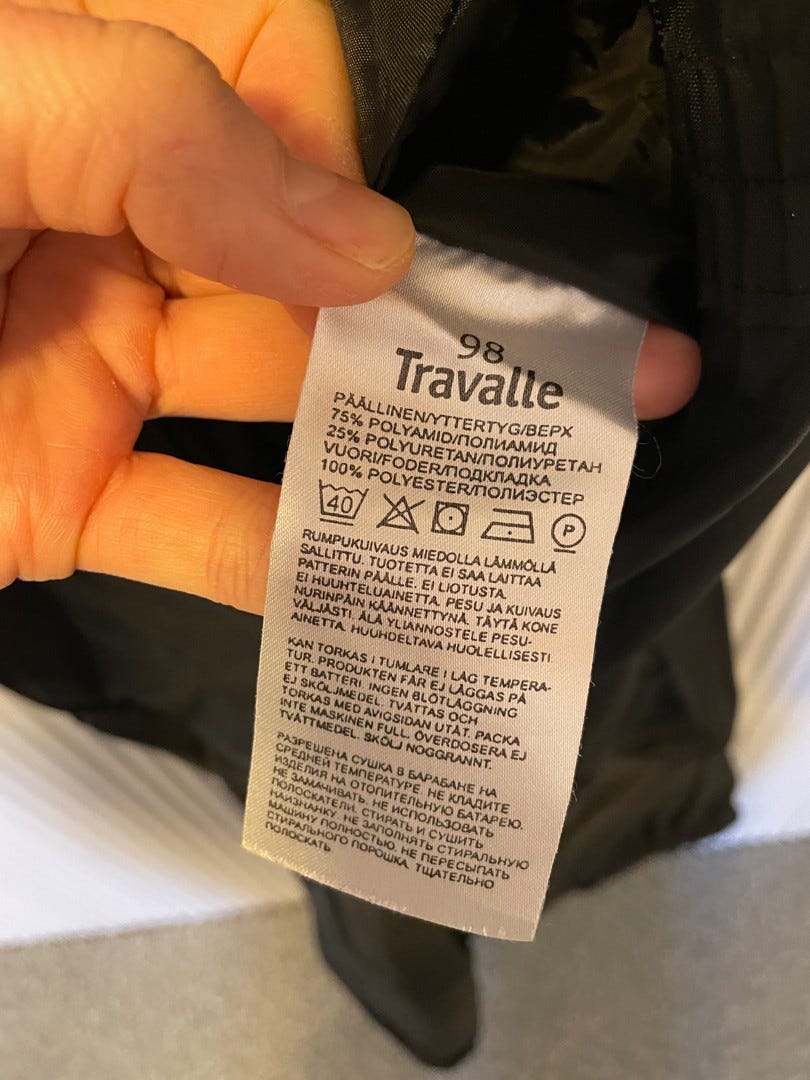 98
Travalle
PÄÄLLINEN/YTTERTYG/ВЕРХ
75% POLYAMID/ПОЛИАМИД
25% POLYURETAN/ПОЛИУРЕТАН
VUORI/FODER/ПОДКЛАДКА
100% POLYESTER/ПОЛИЭСТЕР
40 P
RUMPUKUIVAUS MIEDOLLA LÄMMÖLLÄ
SALLITTU. TUOTETTA EI SAA LAITTAA
PATTERIN PÄÄLLE. EI LIOTUSTA.
EI HUUHTELUAINETTA. PESU JA KUIVAUS
NURINPÄIN KÄÄNNETTYNÄ. TÄYTÄ KONE
VÄLJÄSTI. ÄLÄ YLIANNOSTELE PESU-
AINETTA. HUUHDELTAVA HUOLELLISESTI
KAN TORKAS I TUMLARE I LÅG TEMPERA-
TUR. PRODUKTEN FÅR EJ LÄGGAS PÅ
ETT BATTERI. INGEN BLÖTLÄGGNING
EJ SKÖLJMEDEL. TVÄTTAS OCH
TORKAS MED AVIGSIDAN UTÅT. PACKA
INTE MASKINEN FULL. ÖVERDOSERA EJ
TVÄTTMEDEL. SKÖLJ NOGGRANNT.
РАЗРЕШЕНА СУШКА В БАРАБАНЕ НА
СРЕДНЕЙ ТЕМПЕРАТУРЕ. НЕ КЛАДИТЕ
ИЗДЕЛИЯ НА ОТОПИТЕЛЬНУЮ БАТАРЕЮ.
НЕ ЗАМАЧИВАТЬ. НЕ ИСПОЛЬЗОВАТЬ
ПОЛОСКАТЕЛИ. СТИРАТЬ И СУШИТЬ
НАИЗНАНКУ. НЕ ЗАПОЛНЯТЬ СТИРАЛЬНУЮ
МАШИНУ ПОЛНОСТЬЮ. НЕ ПЕРЕСЫПАТЬ
СТИРАЛЬНОГО ПОРОШКА. ТЩАТЕЛЬНО
ПОЛОСКАТЬ